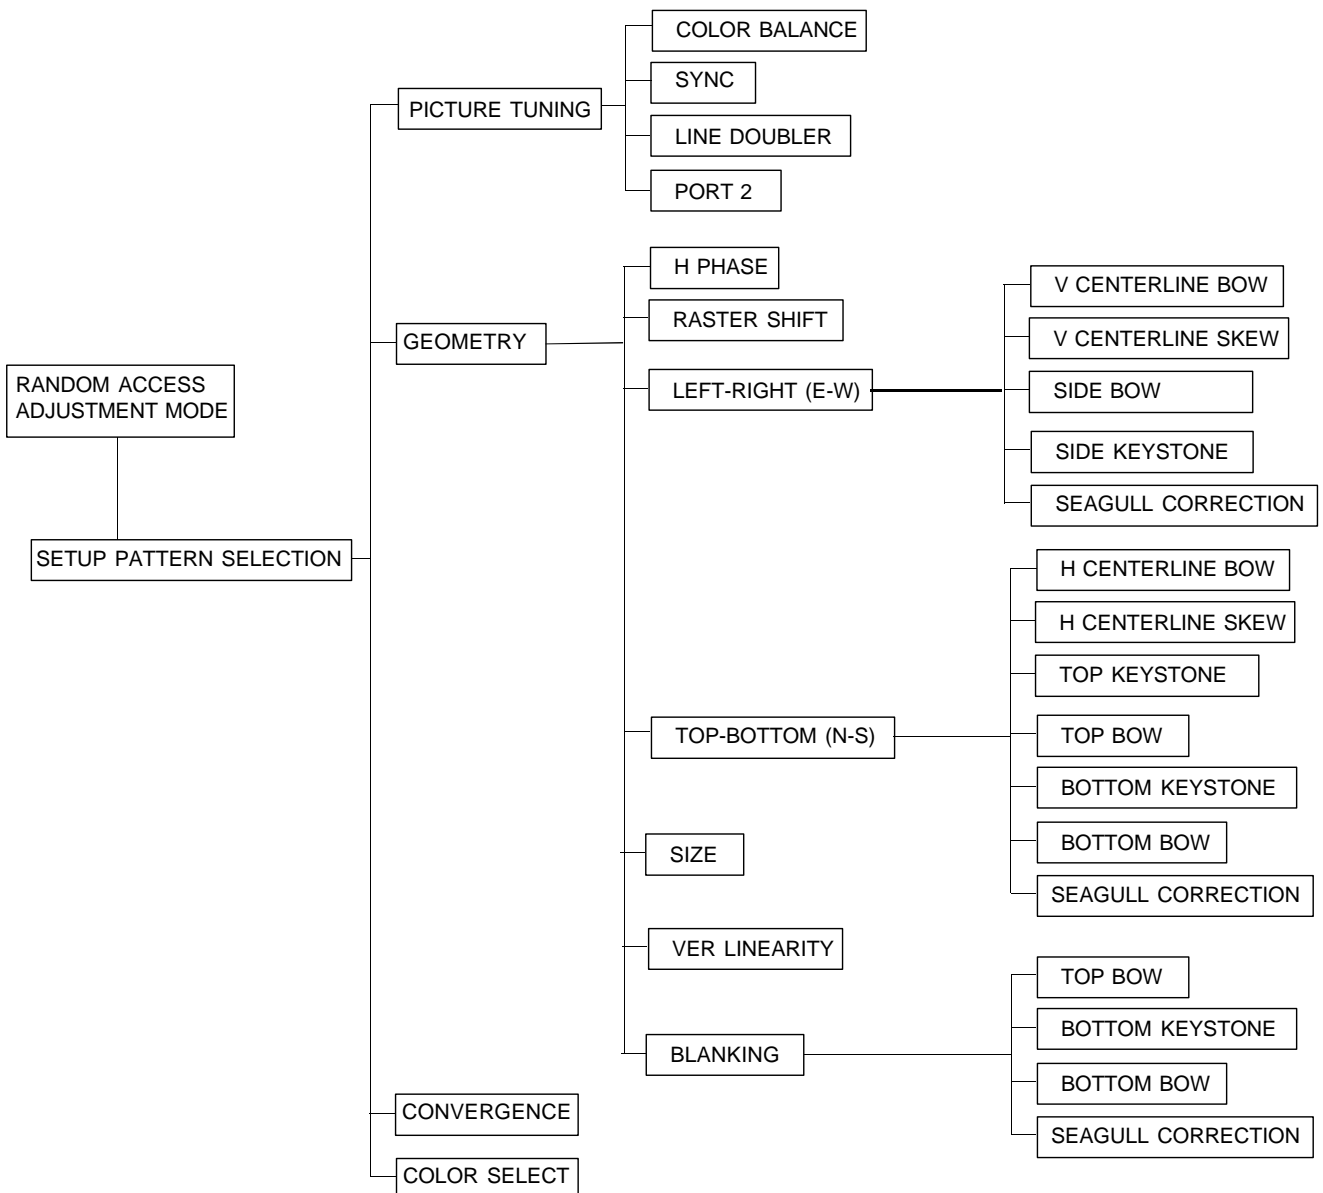 RANDOM ACCESS
ADJUSTMENT MODE
SETUP PATTERN SELECTION
PICTURE TUNING
COLOR BALANCE
SYNC
LINE DOUBLER
PORT 2
GEOMETRY
H PHASE
RASTER SHIFT
LEFT-RIGHT (E-W)
V CENTERLINE BOW
V CENTERLINE SKEW
SIDE BOW
SIDE KEYSTONE
SEAGULL CORRECTION
TOP-BOTTOM (N-S)
H CENTERLINE BOW
H CENTERLINE SKEW
TOP KEYSTONE
TOP BOW
BOTTOM KEYSTONE
BOTTOM BOW
SEAGULL CORRECTION
SIZE
VER LINEARITY
BLANKING
TOP BOW
BOTTOM KEYSTONE
BOTTOM BOW
SEAGULL CORRECTION
CONVERGENCE
COLOR SELECT